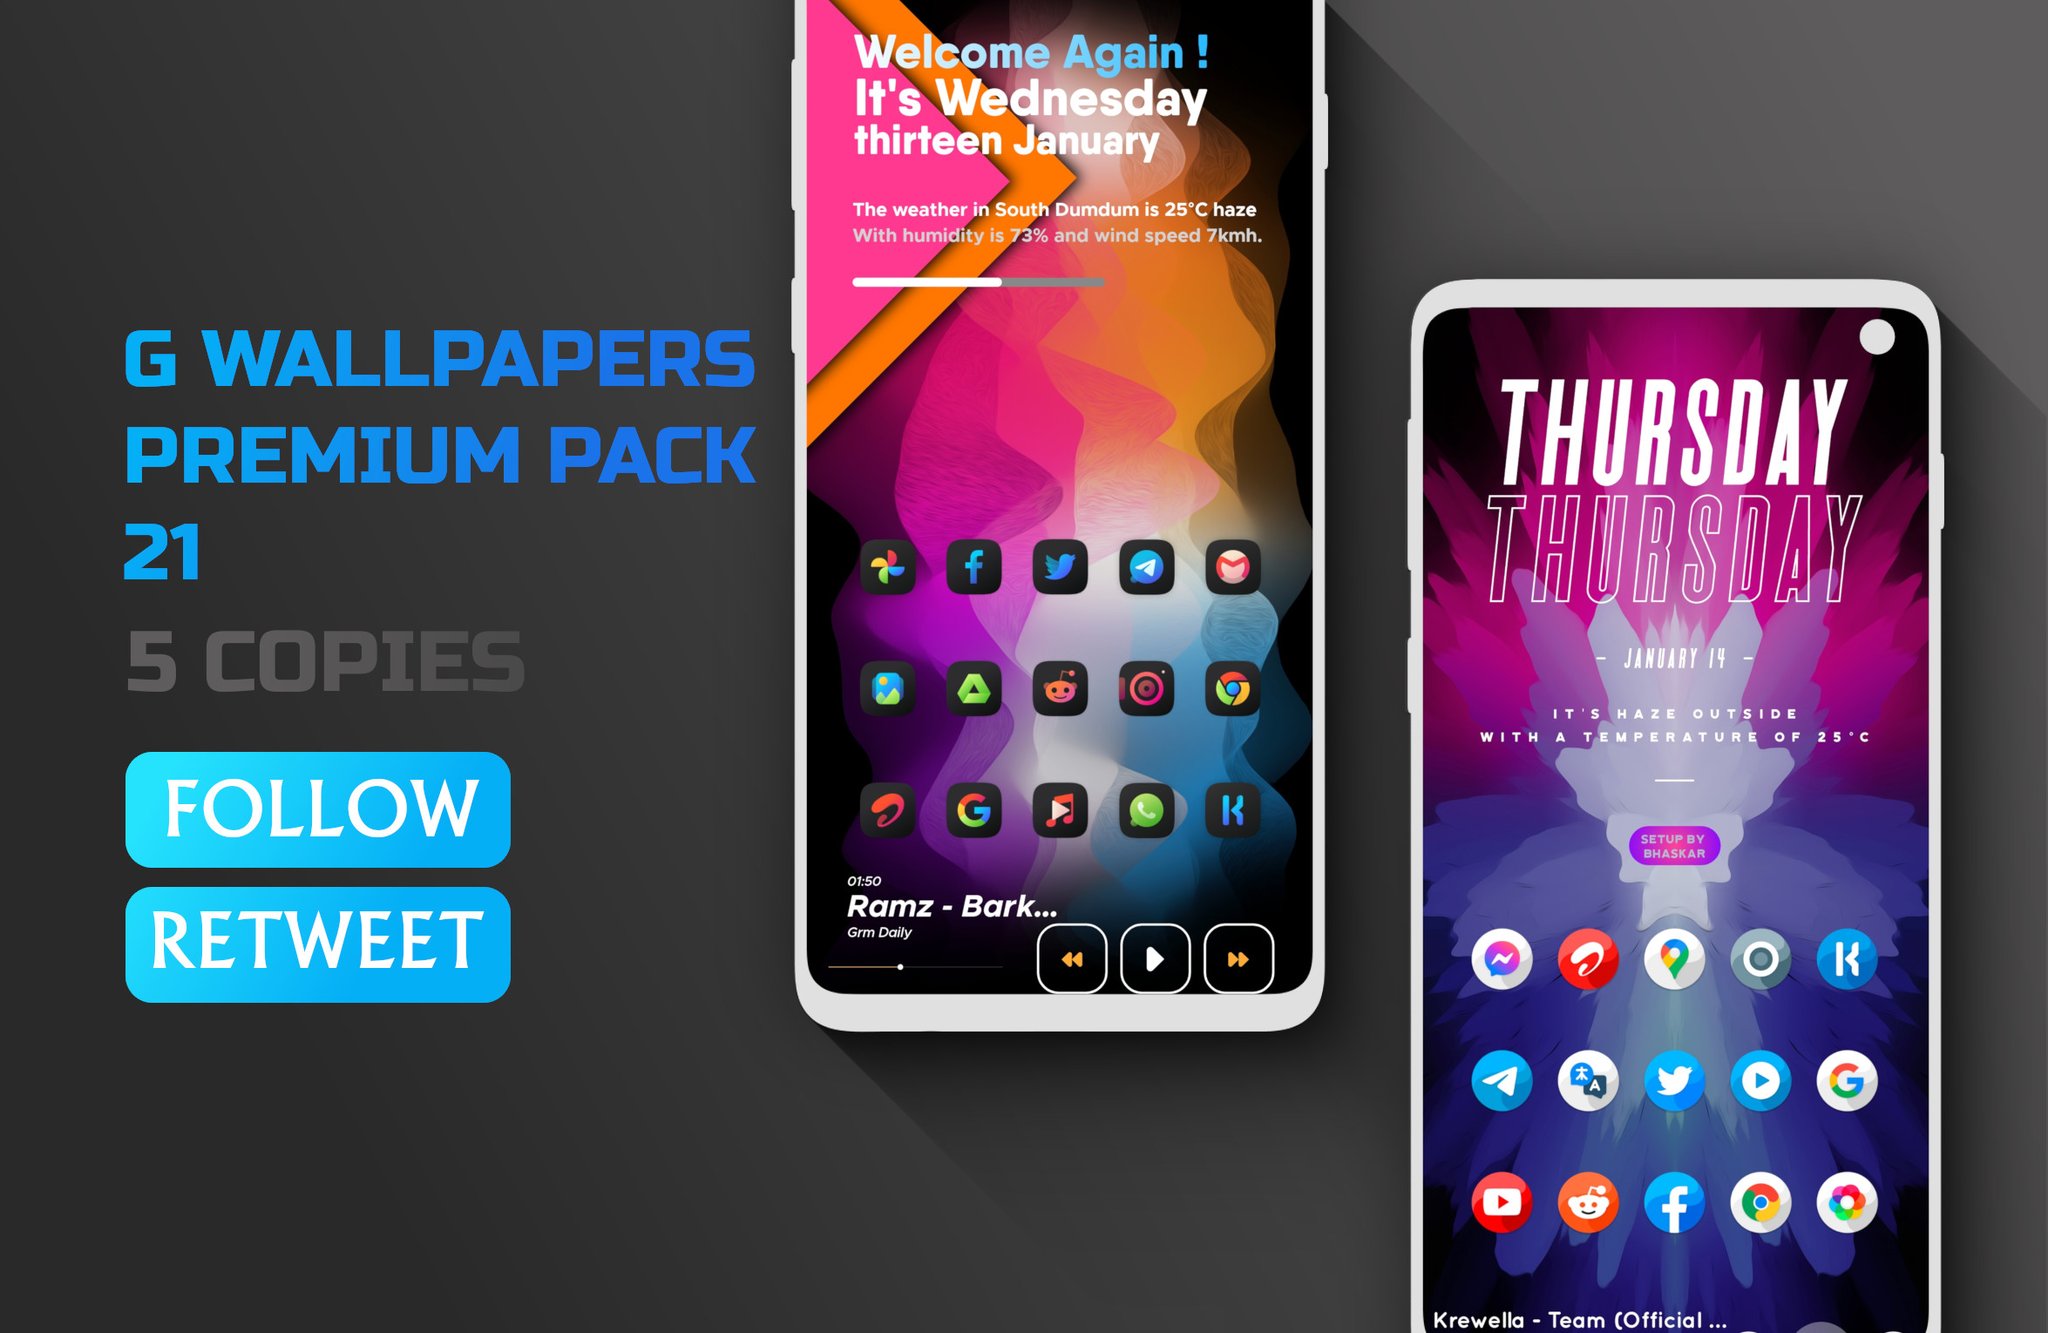 G WALLPAPERS
PREMIUM PACK
21
5 COPIES
FOLLOW
RETWEET
Welcome Again !
It's Wednesday
thirteen January
The weather in South Dumdum is 25°C haze
With humidity is 73% and wind speed 7kmh.
01:50
Ramz - Bark...
Grm Daily
THURSDAY
THURSDAY
- JANUARY 14 -
IT'S HAZE OUTSIDE
WITH A TEMPERATURE OF 25°C
SETUP BY
BHASKAR
Krewella - Team (Official ...